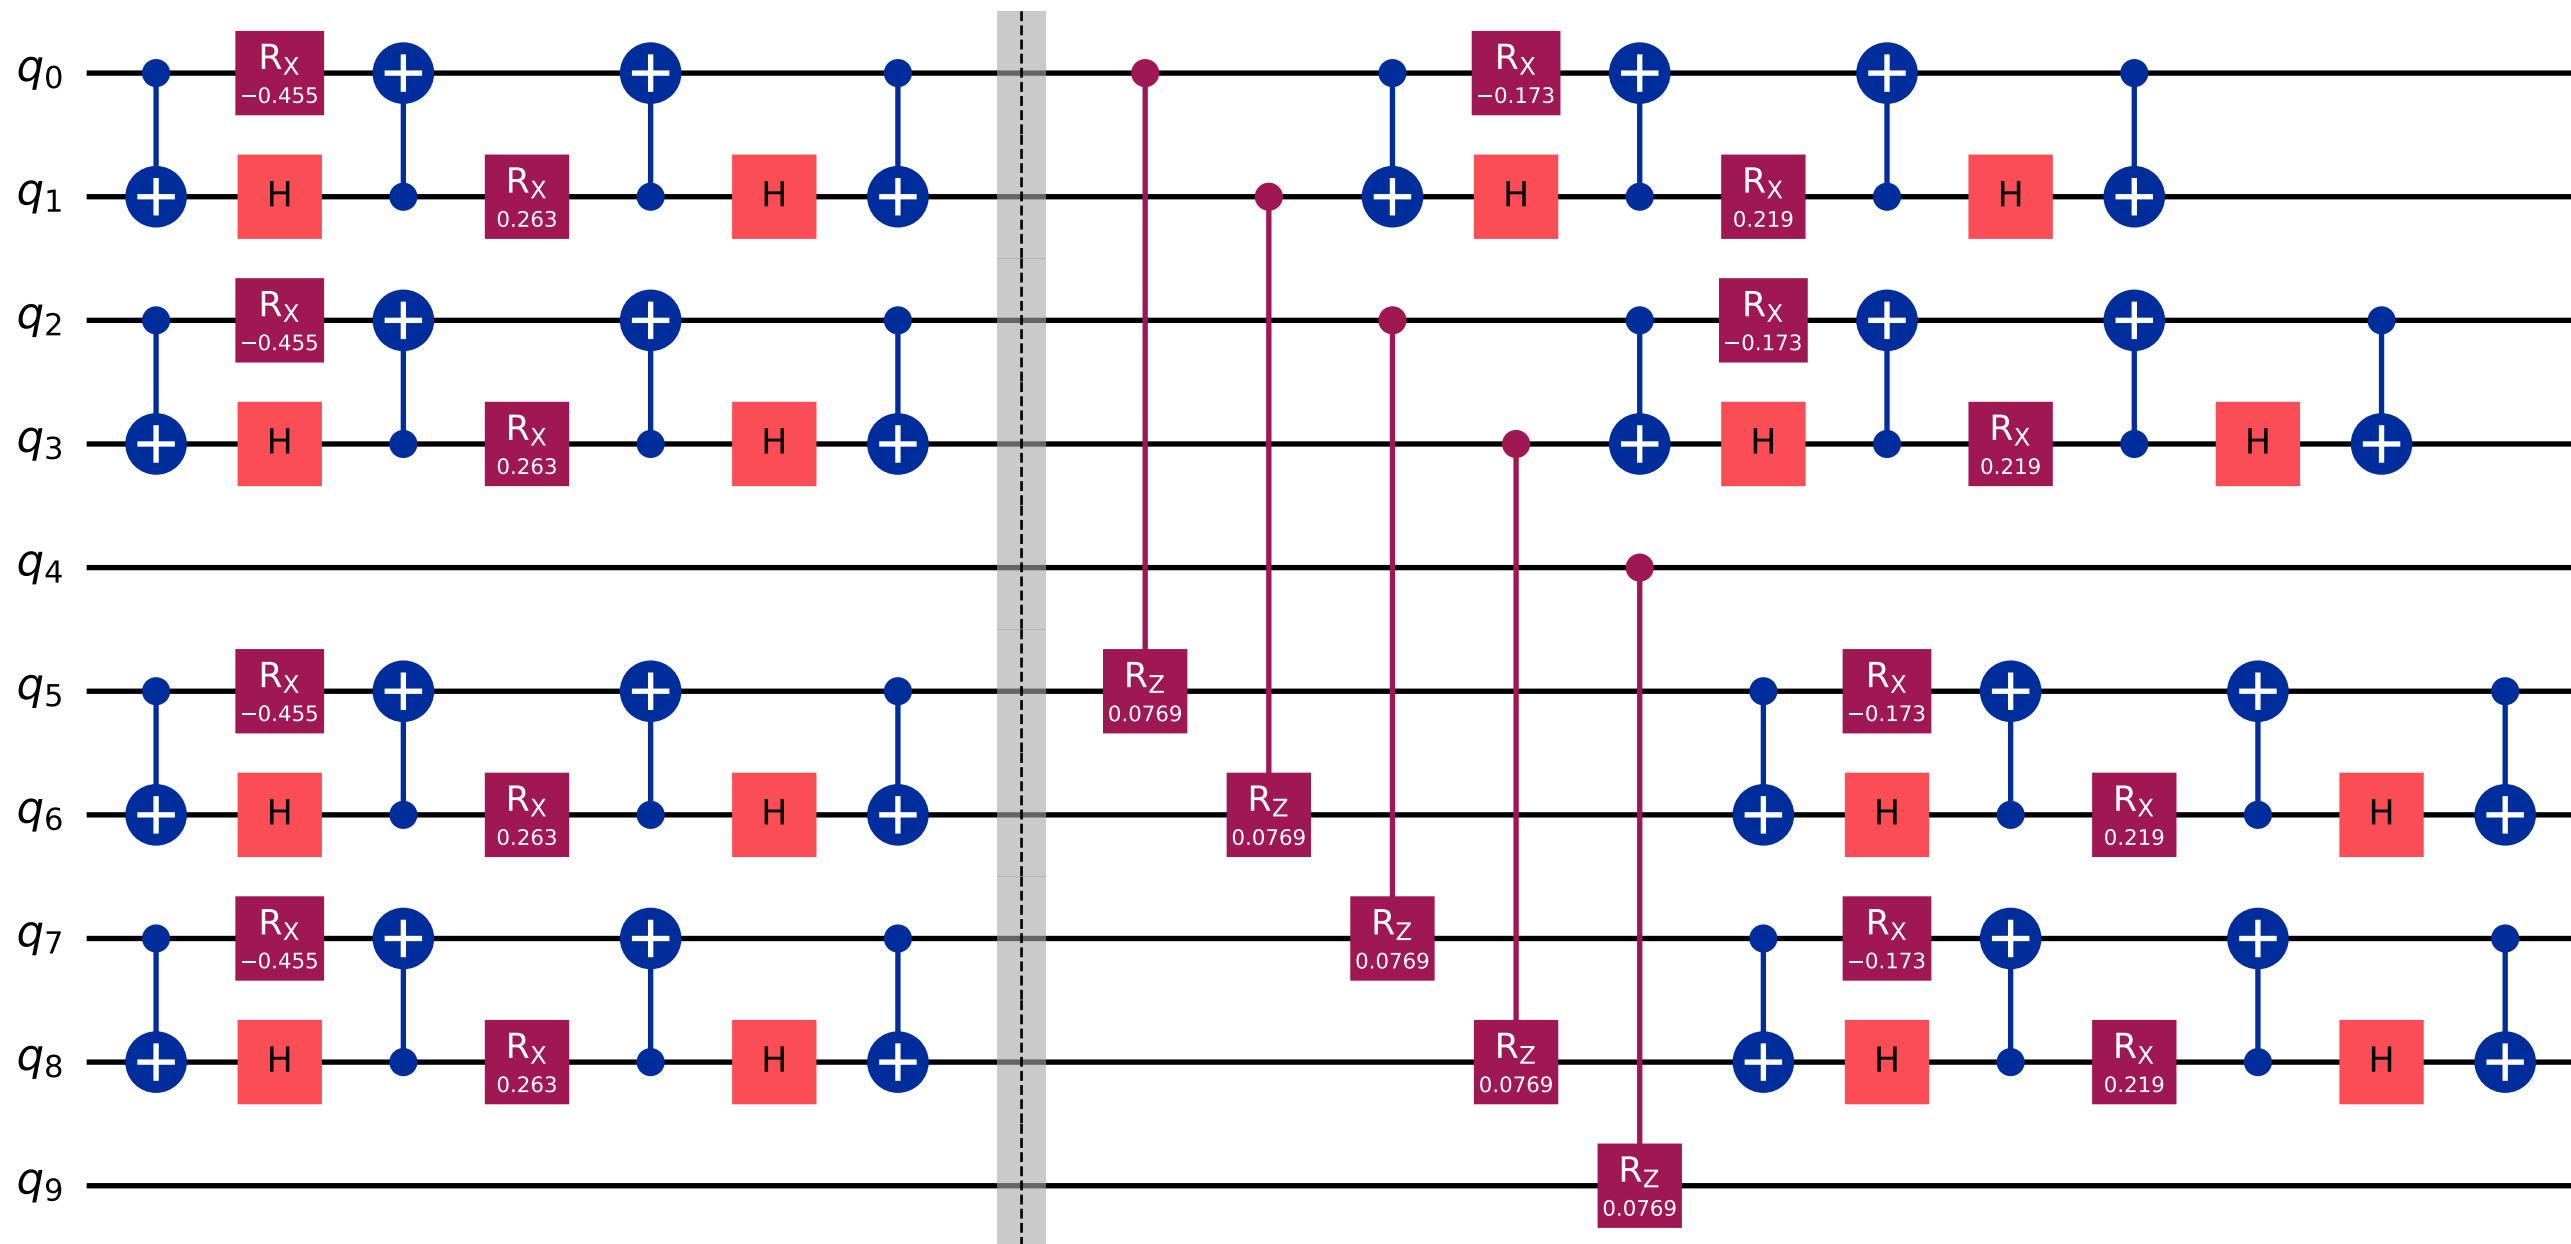 q0 RX −0.455 RX −0.173
q1 H RX 0.263 H H RX 0.219 H
q2 RX −0.455 RX −0.173
q3 H RX 0.263 H H RX 0.219 H
q4
q5 RX −0.455 RZ 0.0769 RX −0.173
q6 H RX 0.263 H RZ 0.0769 H RX 0.219 H
q7 RX −0.455 RZ 0.0769 RX −0.173
q8 H RX 0.263 H RZ 0.0769 H RX 0.219 H
q9 RZ 0.0769